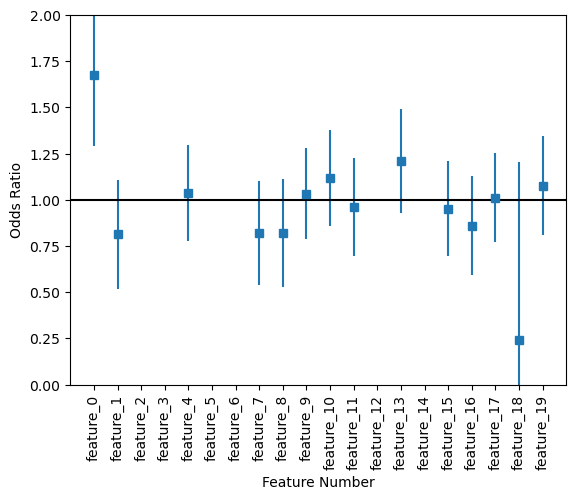 2.00
1.75
1.50
1.25
1.00
0.75
0.50
0.25
0.00
Odds Ratio
feature_0
feature_1
feature_2
feature_3
feature_4
feature_5
feature_6
feature_7
feature_8
feature_9
feature_10
feature_11
feature_12
feature_13
feature_14
feature_15
feature_16
feature_17
feature_18
feature_19
Feature Number